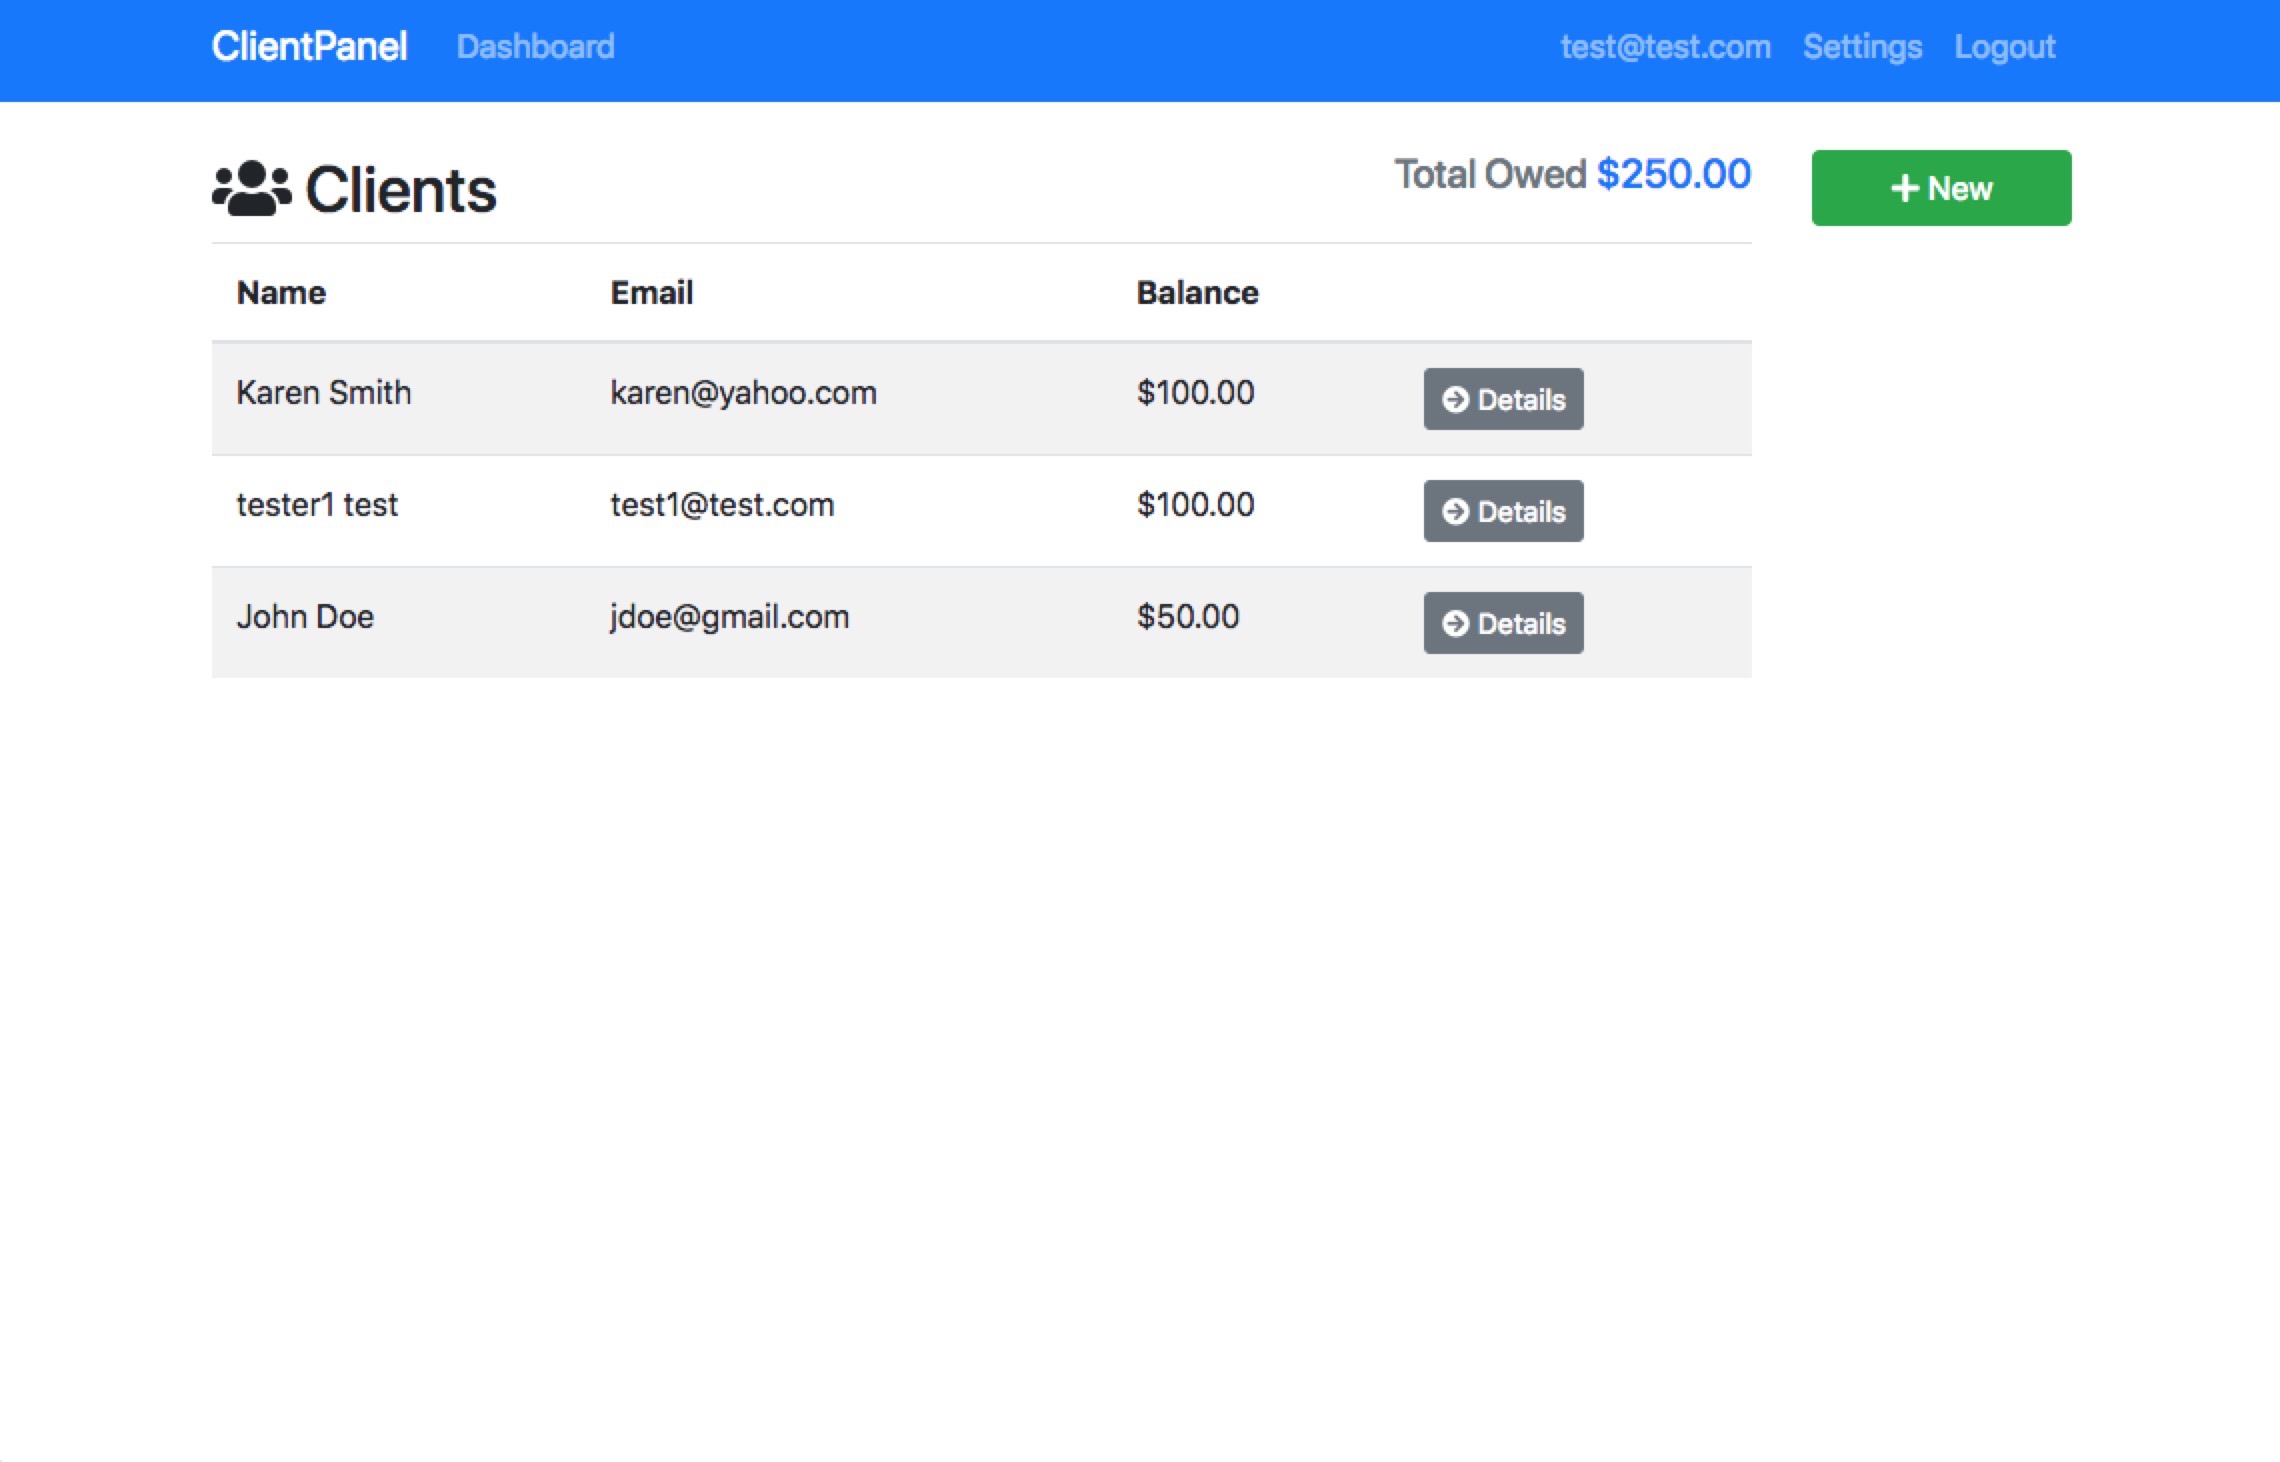 ClientPanel Dashboard test@test.com Settings Logout
Clients Total Owed $250.00 New
Name Email Balance
Karen Smith karen@yahoo.com $100.00 Details
tester1 test test1@test.com $100.00 Details
John Doe jdoe@gmail.com $50.00 Details